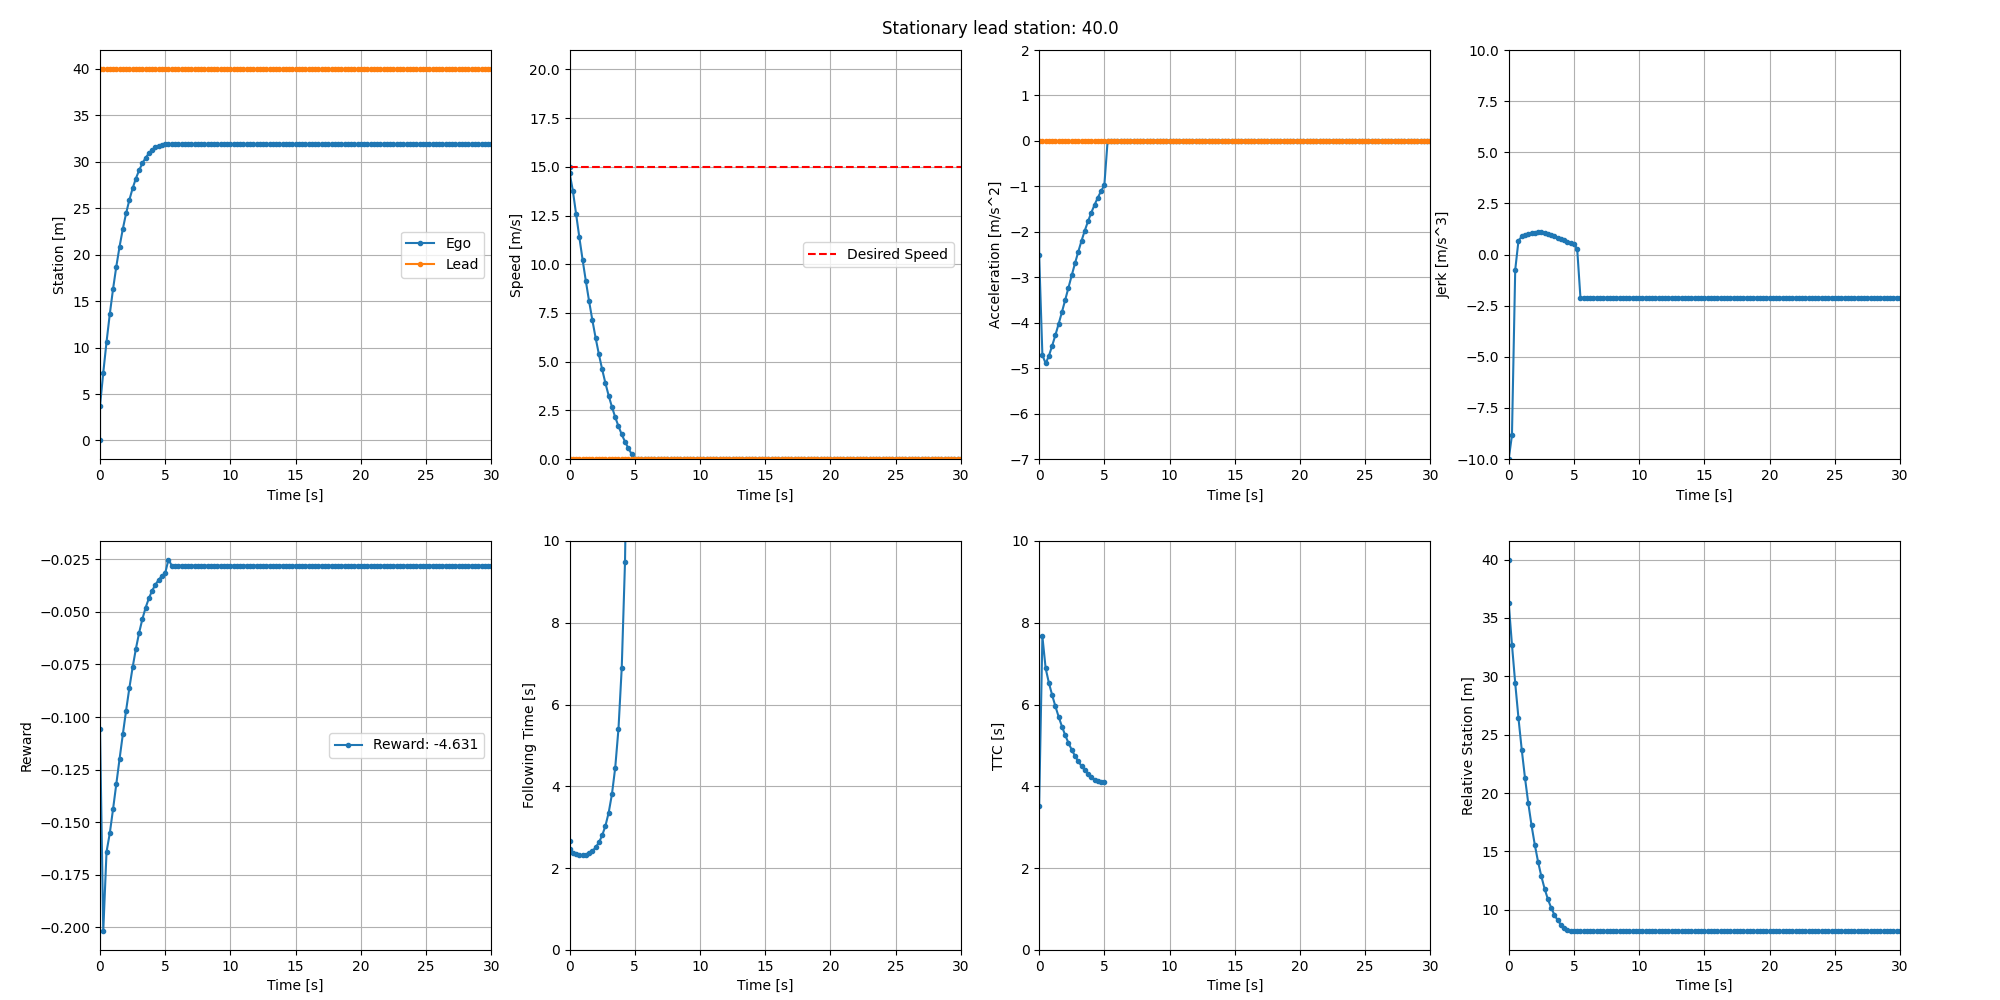 Stationary lead station: 40.0
40
35
30
25
20
15
10
5
0
Station [m]
Ego
Lead
0 5 10 15 20 25 30
Time [s]
20.0
17.5
15.0
12.5
10.0
7.5
5.0
2.5
0.0
Speed [m/s]
Desired Speed
0 5 10 15 20 25 30
Time [s]
2
1
0
−1
−2
−3
−4
−5
−6
−7
Acceleration [m/s^2]
0 5 10 15 20 25 30
Time [s]
10.0
7.5
5.0
2.5
0.0
−2.5
−5.0
−7.5
−10.0
Jerk [m/s^3]
0 5 10 15 20 25 30
Time [s]
−0.025
−0.050
−0.075
−0.100
−0.125
−0.150
−0.175
−0.200
Reward
Reward: -4.631
0 5 10 15 20 25 30
Time [s]
10
8
6
4
2
0
Following Time [s]
0 5 10 15 20 25 30
Time [s]
10
8
6
4
2
0
TTC [s]
0 5 10 15 20 25 30
Time [s]
40
35
30
25
20
15
10
Relative Station [m]
0 5 10 15 20 25 30
Time [s]